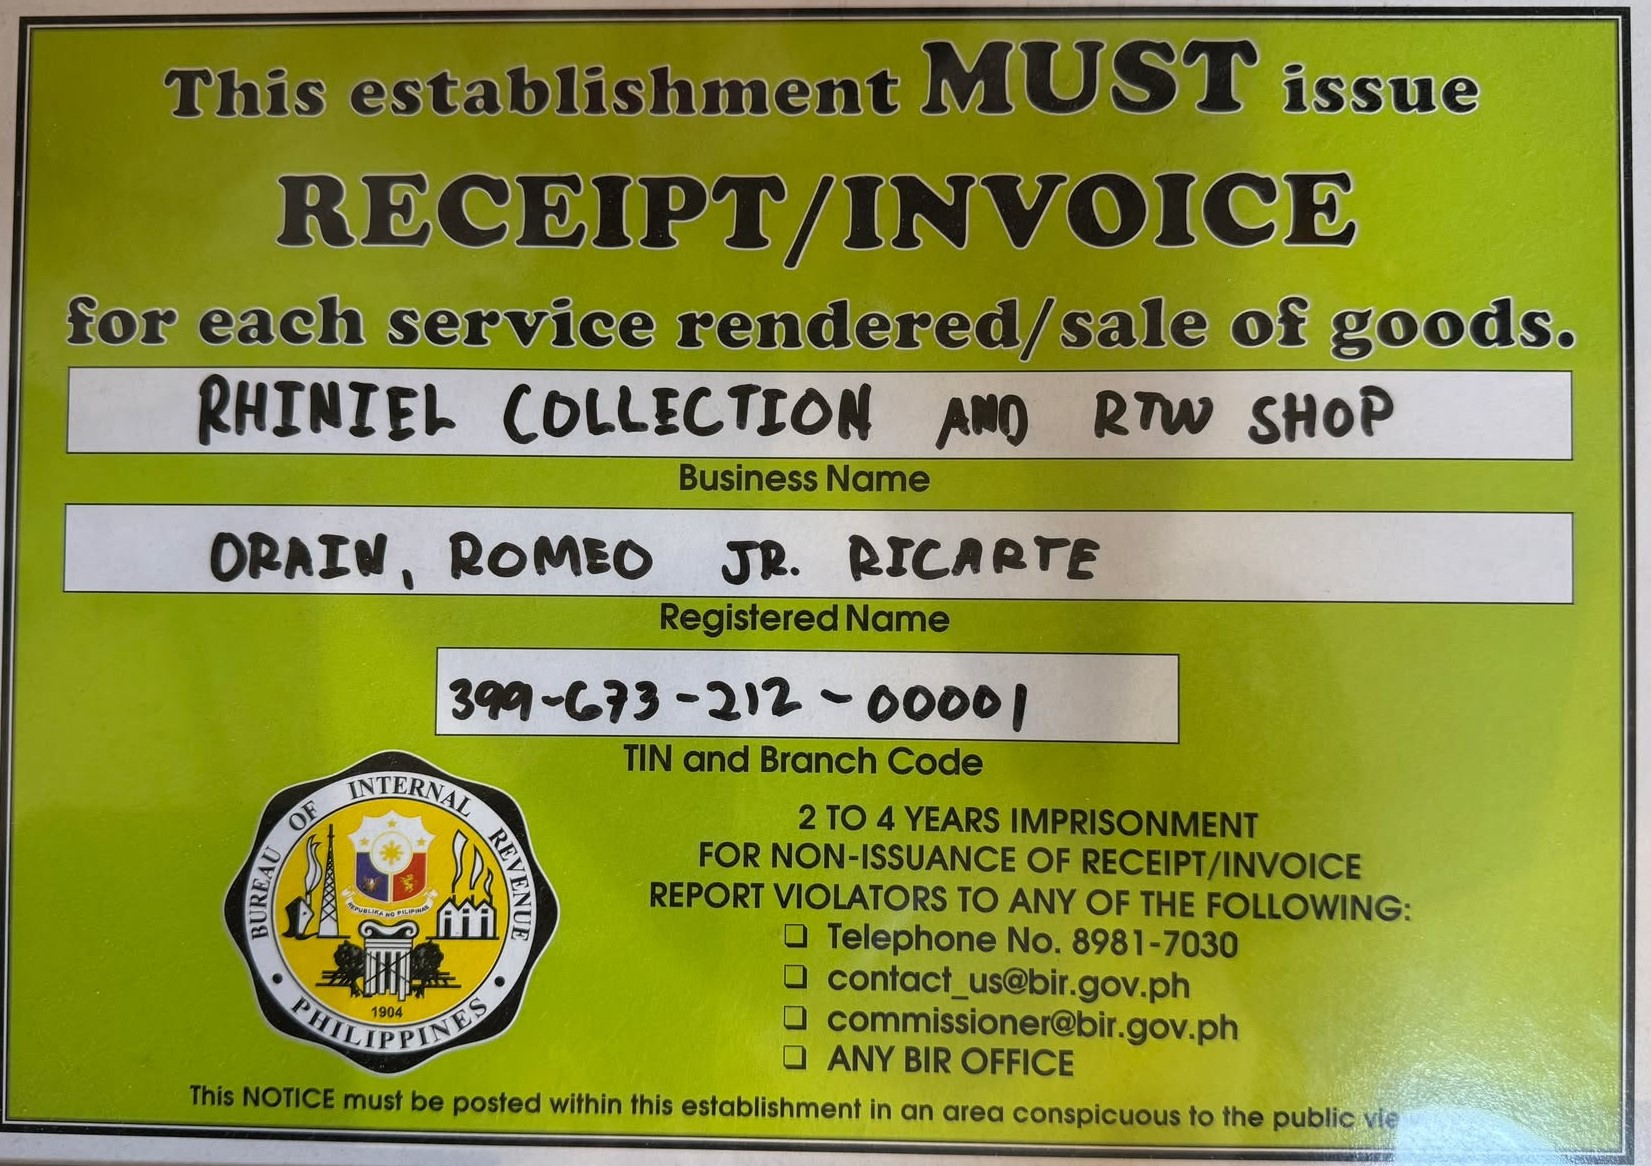 This establishment MUST issue
RECEIPT/INVOICE
for each service rendered/sale of goods.
RHINIEL COLLECTION AND RTW SHOP
Business Name
ORAIN, ROMEO JR. RICARTE
Registered Name
399-673-212-00001
TIN and Branch Code
BUREAU OF INTERNAL REVENUE
REPUBLIKA NG PILIPINAS
1904
PHILIPPINES
2 TO 4 YEARS IMPRISONMENT
FOR NON-ISSUANCE OF RECEIPT/INVOICE
REPORT VIOLATORS TO ANY OF THE FOLLOWING:
❑ Telephone No. 8981-7030
❑ contact_us@bir.gov.ph
❑ commissioner@bir.gov.ph
❑ ANY BIR OFFICE
This NOTICE must be posted within this establishment in an area conspicuous to the public